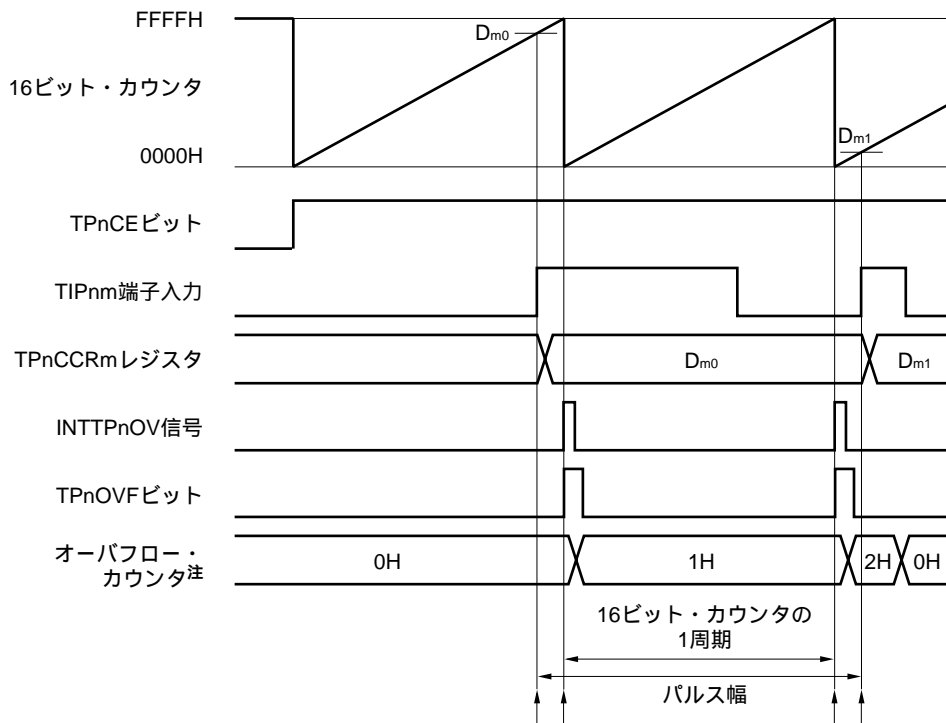 FFFFH
Dm0
16ビット・カウンタ
Dm1
0000H
TPnCEビット
TIPnm端子入力
TPnCCRmレジスタ
Dm0
Dm1
INTTPnOV信号
TPnOVFビット
オーバフロー・
カウンタ注
0H
1H
2H
0H
16ビット・カウンタの
1周期
パルス幅